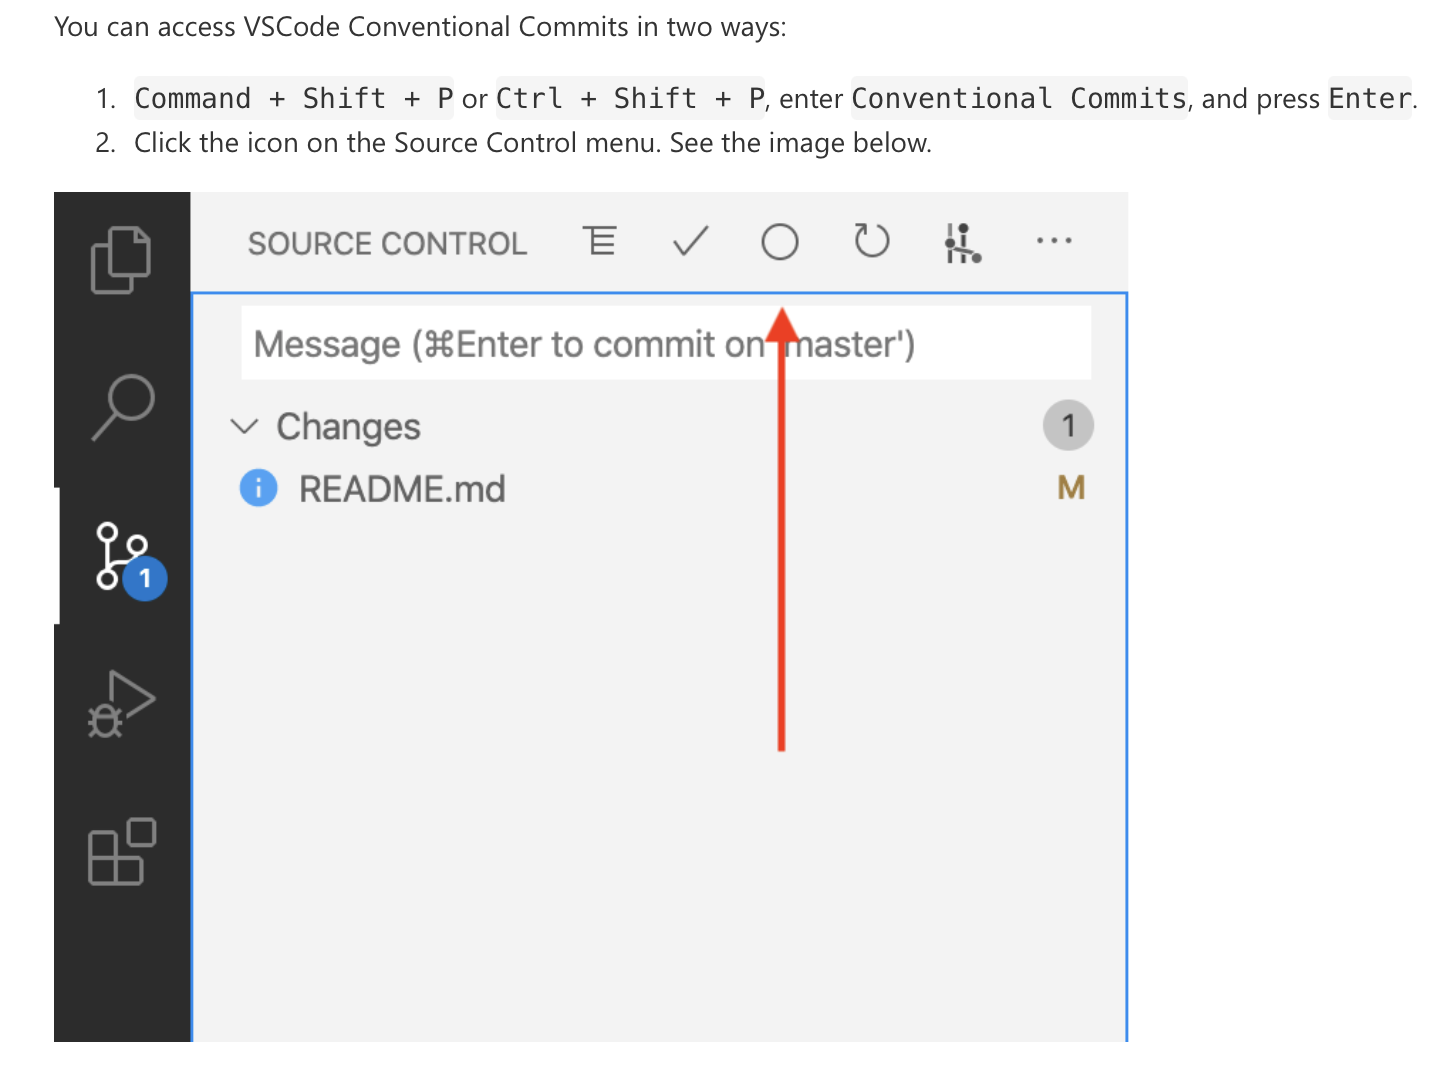 You can access VSCode Conventional Commits in two ways:
1. Command + Shift + P or Ctrl + Shift + P, enter Conventional Commits, and press Enter.
2. Click the icon on the Source Control menu. See the image below.
SOURCE CONTROL
Message (⌘Enter to commit on master')
Changes 1
README.md M
1